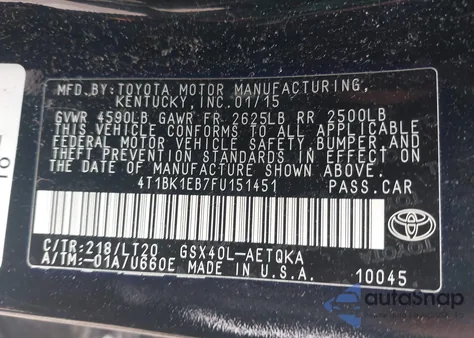 MFD. BY: TOYOTA MOTOR MANUFACTURING,
KENTUCKY, INC. 01/15
GVWR 4590LB GAWR FR 2625LB RR 2500LB
THIS VEHICLE CONFORMS TO ALL APPLICABLE
FEDERAL MOTOR VEHICLE SAFETY, BUMPER, AND
THEFT PREVENTION STANDARDS IN EFFECT ON
THE DATE OF MANUFACTURE SHOWN ABOVE.
4T1BK1EB7FU151451 PASS.CAR
C/TR:218/LT20 GSX40L-AETQKA
A/TM:-01A/U660E MADE IN U.S.A.
10045
TOYOTA
autoSnap